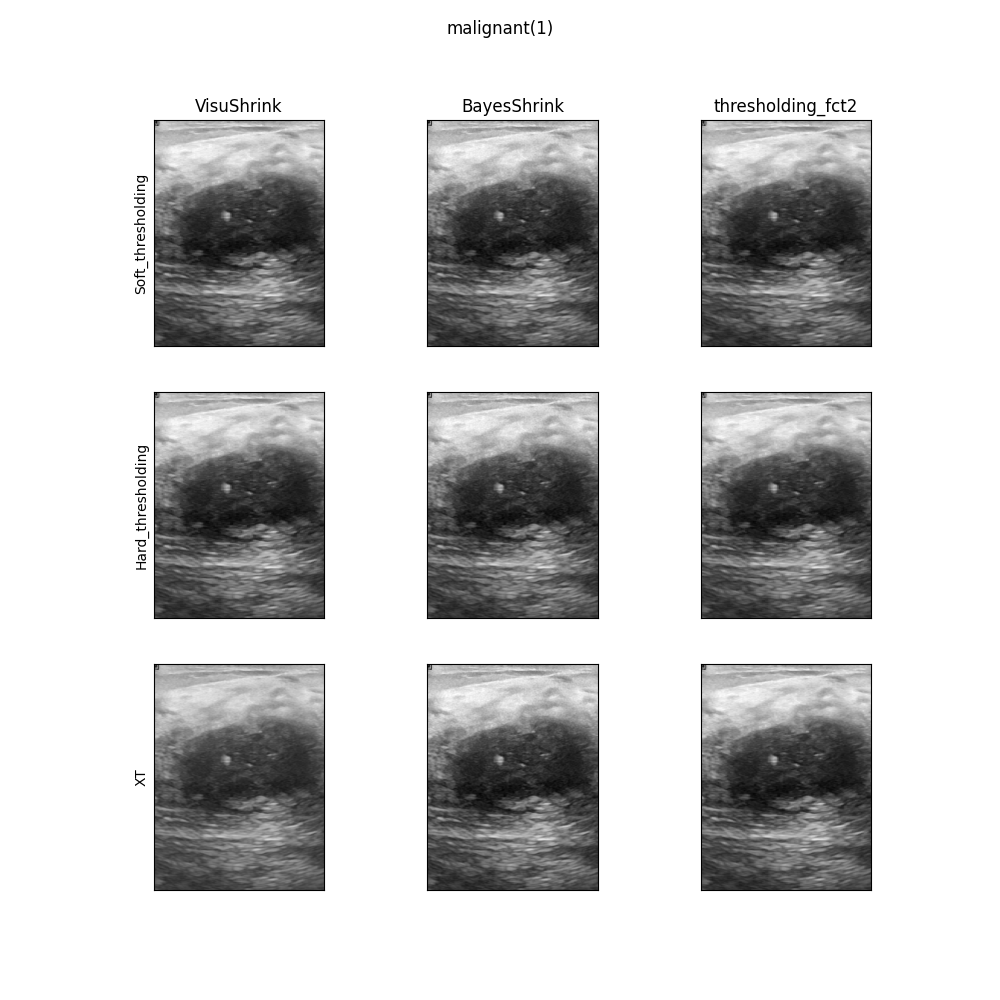 malignant(1)
VisuShrink
BayesShrink
thresholding_fct2
Soft_thresholding
Hard_thresholding
XT